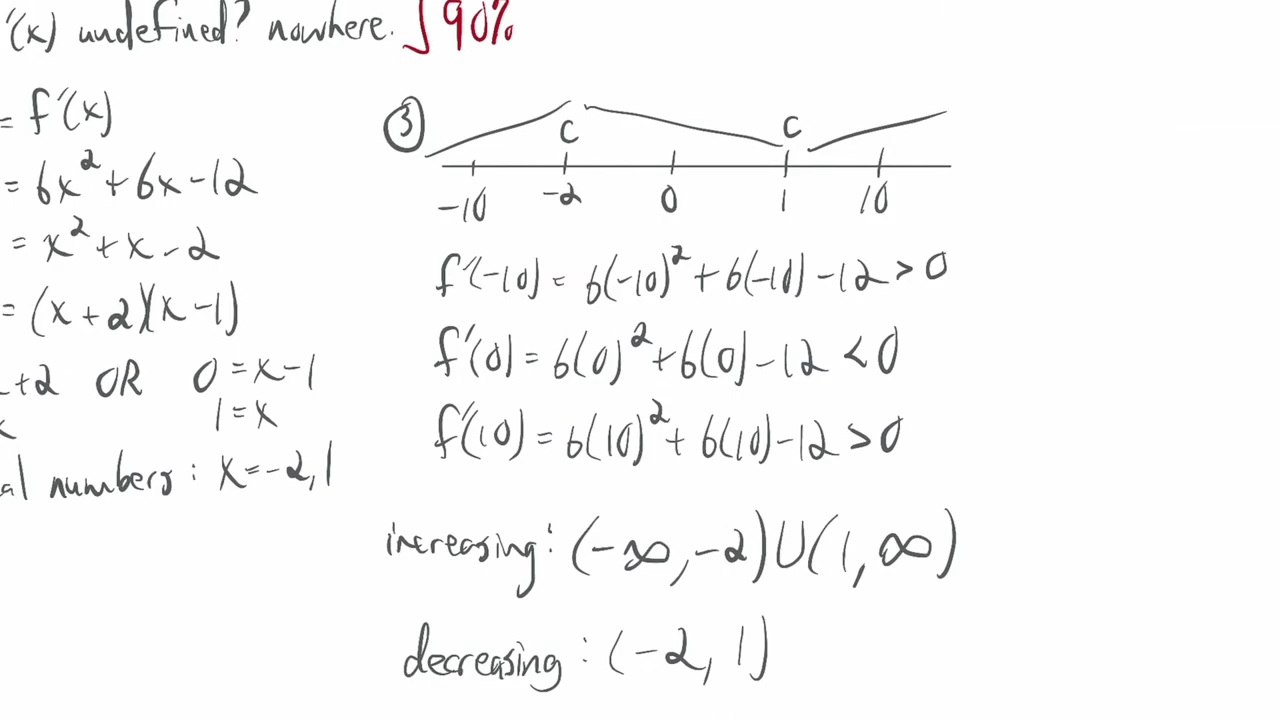 '(x) undefined? nowhere. ∫90%
= f'(x)
= 6x² + 6x - 12
= x² + x - 2
= (x + 2)(x - 1)
+2 OR 0 = x - 1
x 1 = x
al numbers: x = -2, 1
③
C C
-10 -2 0 1 10
f'(-10) = 6(-10)² + 6(-10) - 12 > 0
f'(0) = 6(0)² + 6(0) - 12 < 0
f'(10) = 6(10)² + 6(10) - 12 > 0
increasing: (-∞, -2) U (1, ∞)
decreasing: (-2, 1)